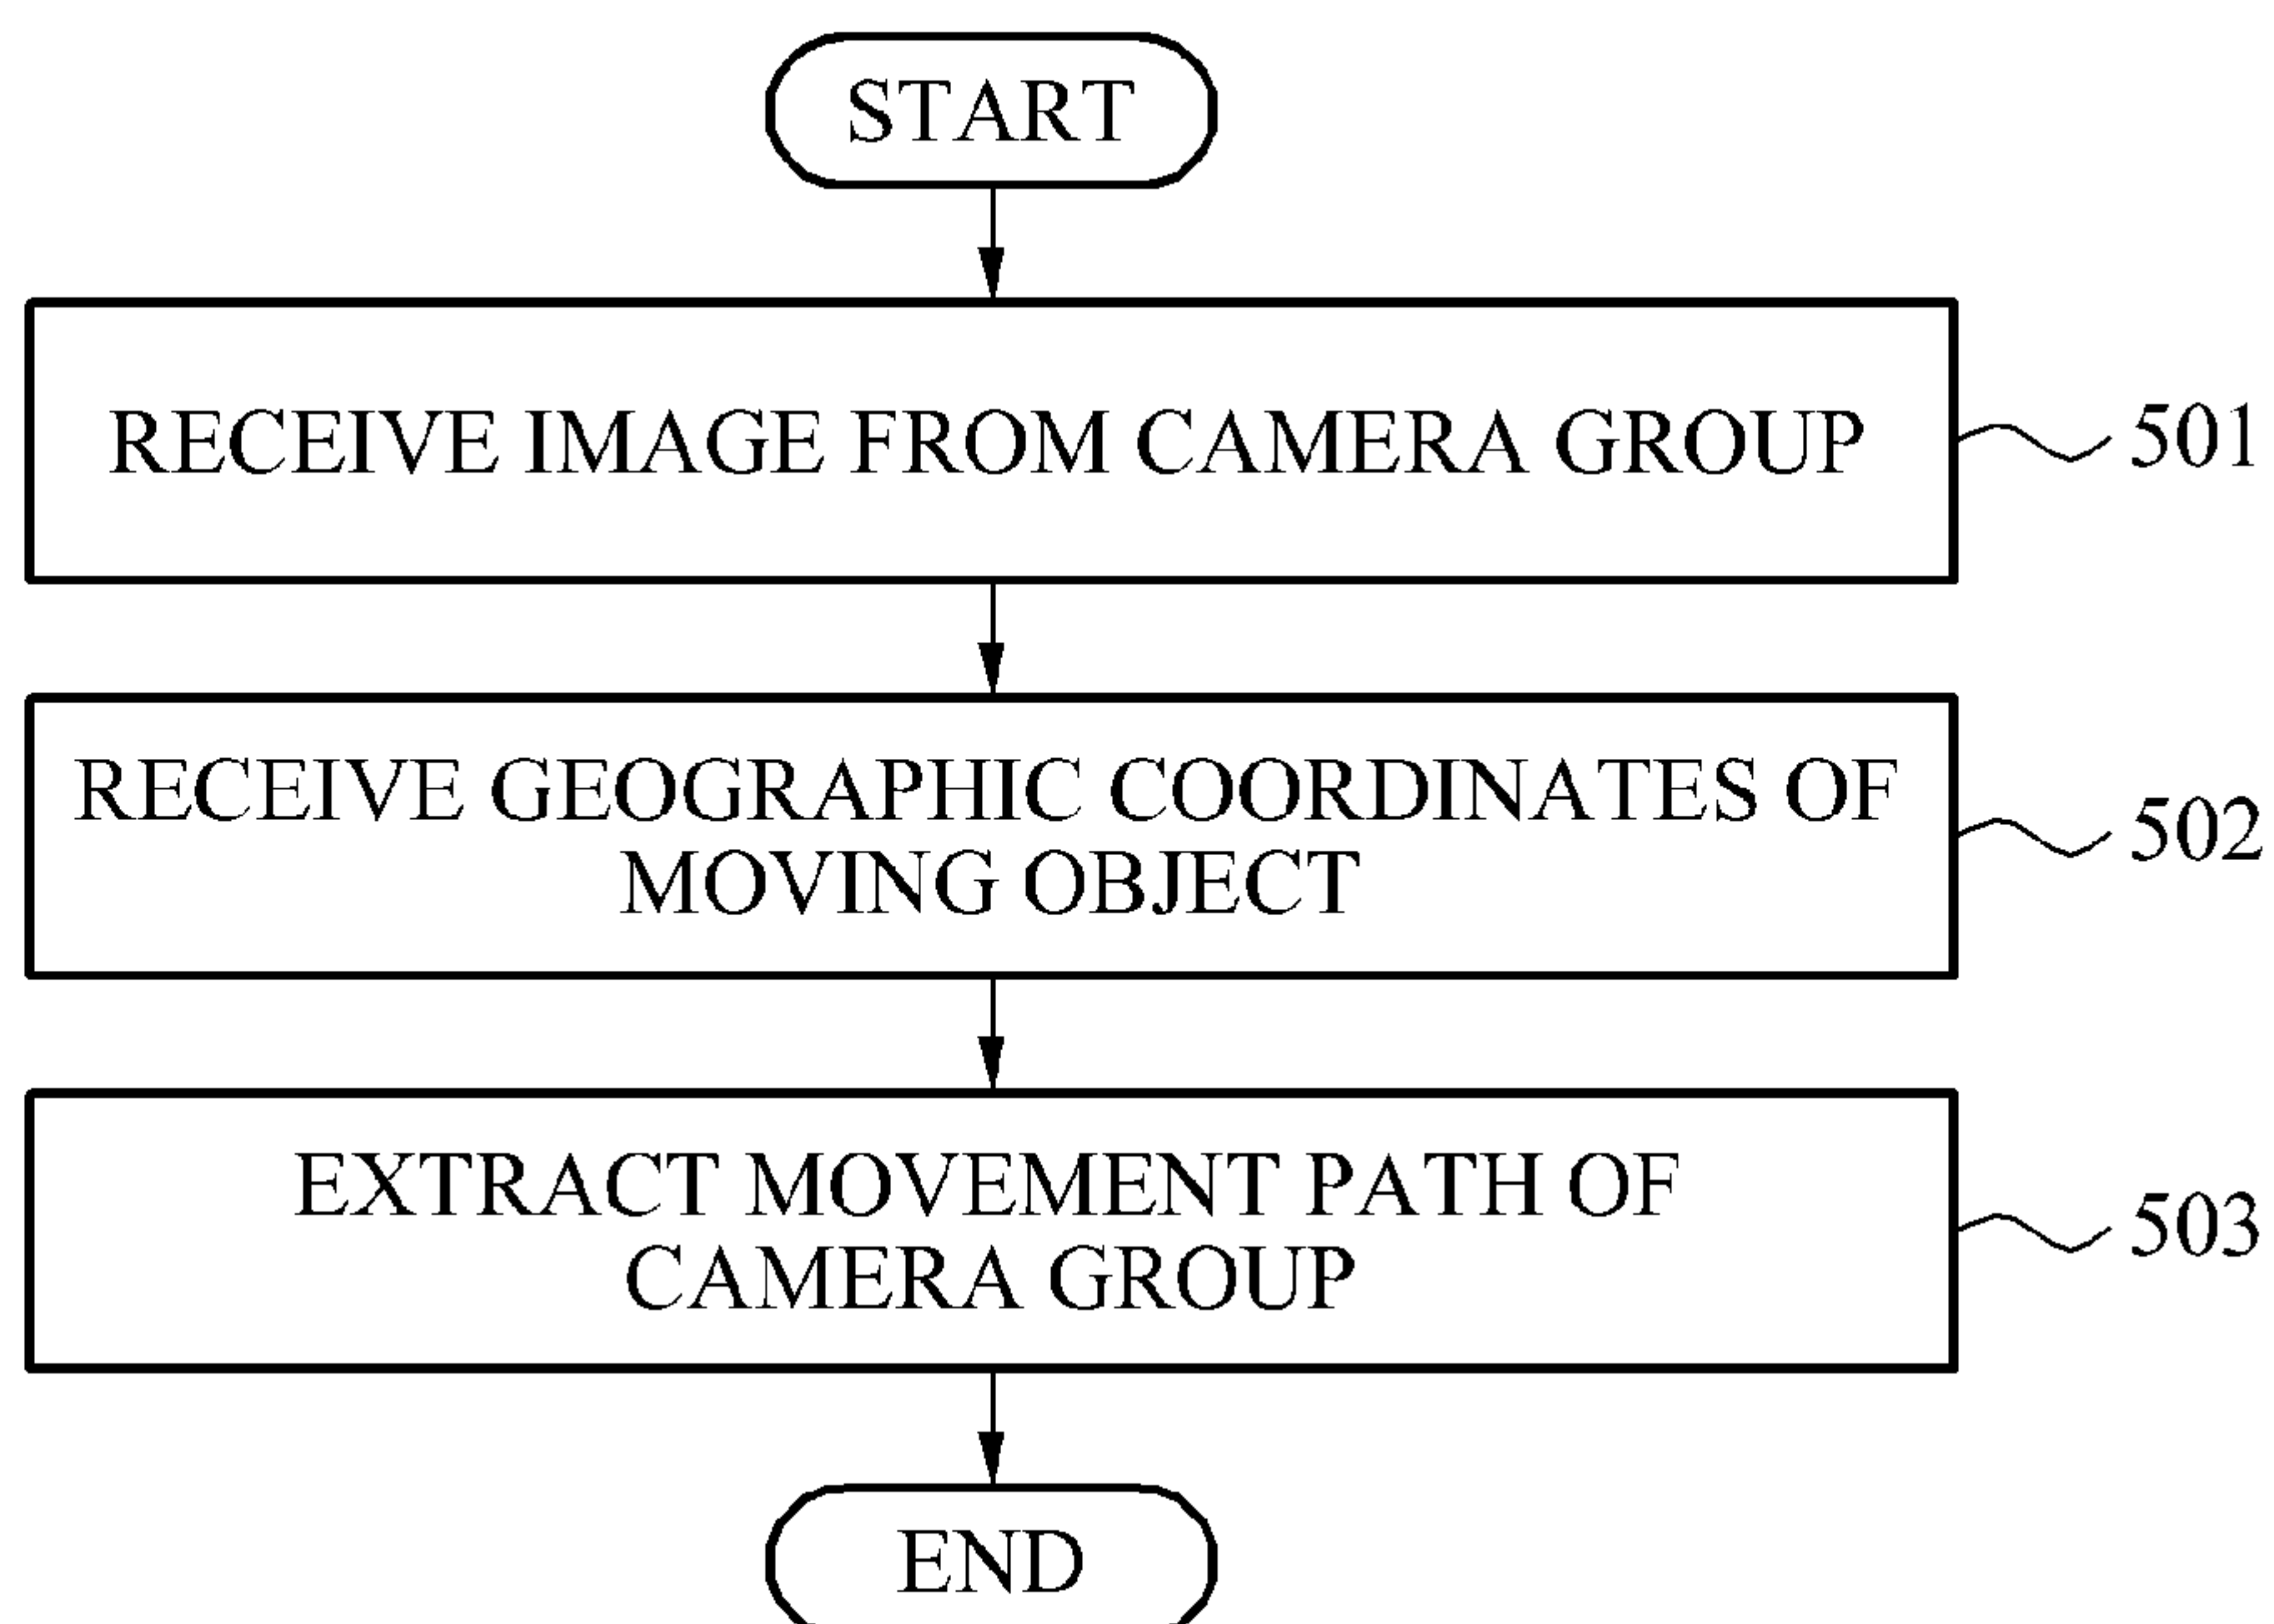 START
RECEIVE IMAGE FROM CAMERA GROUP
501
RECEIVE GEOGRAPHIC COORDINATES OF
MOVING OBJECT
502
EXTRACT MOVEMENT PATH OF
CAMERA GROUP
503
END